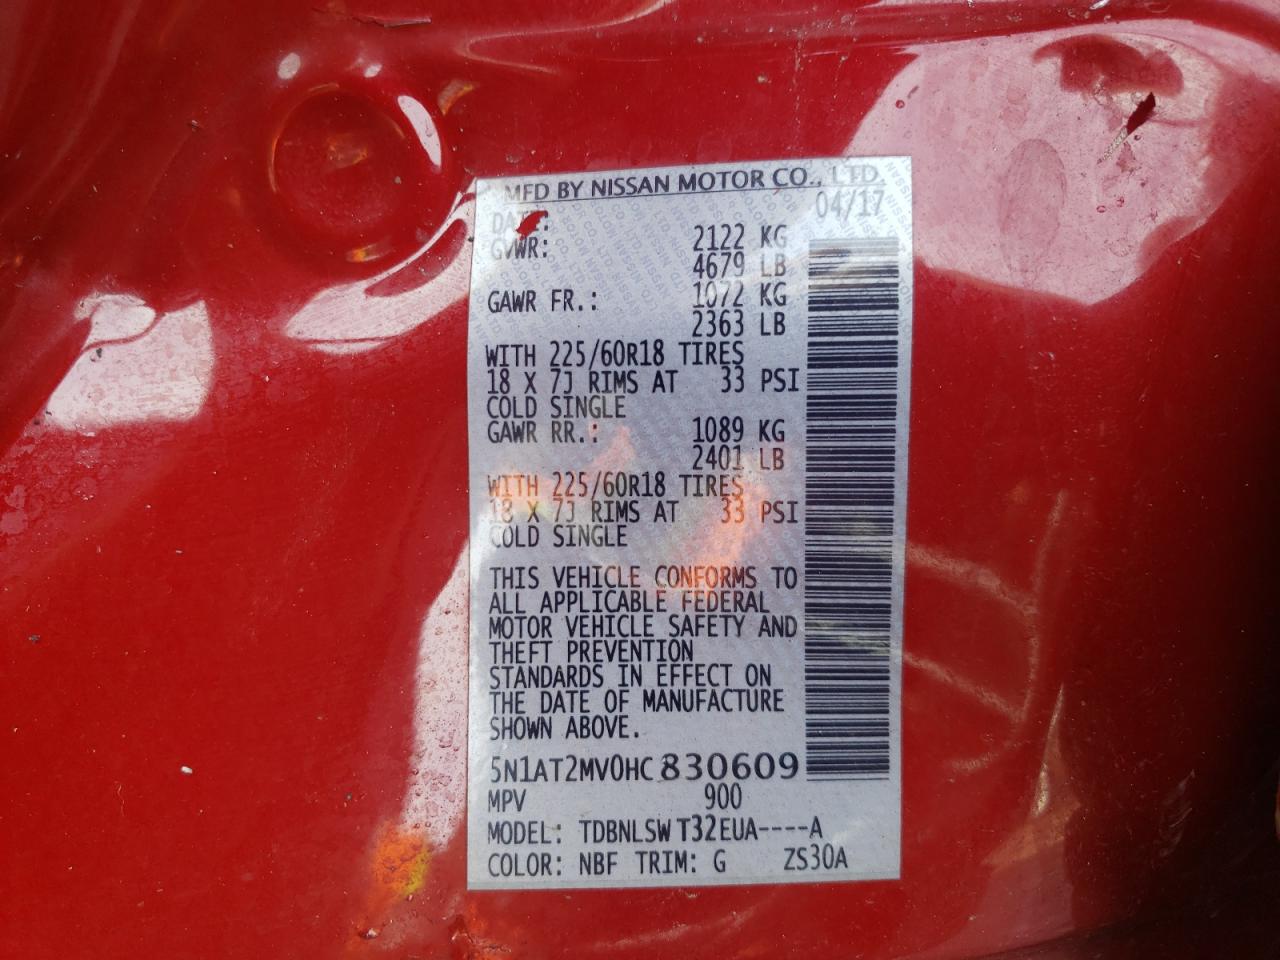 MFD BY NISSAN MOTOR CO., LTD.
DATE: 04/17
GVWR: 2122 KG
4679 LB
GAWR FR.: 1072 KG
2363 LB
WITH 225/60R18 TIRES
18 X 7J RIMS AT 33 PSI
COLD SINGLE
GAWR RR.: 1089 KG
2401 LB
WITH 225/60R18 TIRES
18 X 7J RIMS AT 33 PSI
COLD SINGLE
THIS VEHICLE CONFORMS TO
ALL APPLICABLE FEDERAL
MOTOR VEHICLE SAFETY AND
THEFT PREVENTION
STANDARDS IN EFFECT ON
THE DATE OF MANUFACTURE
SHOWN ABOVE.
5N1AT2MV0HC830609
MPV 900
MODEL: TDBNLSW T32EUA----A
COLOR: NBF TRIM: G ZS30A